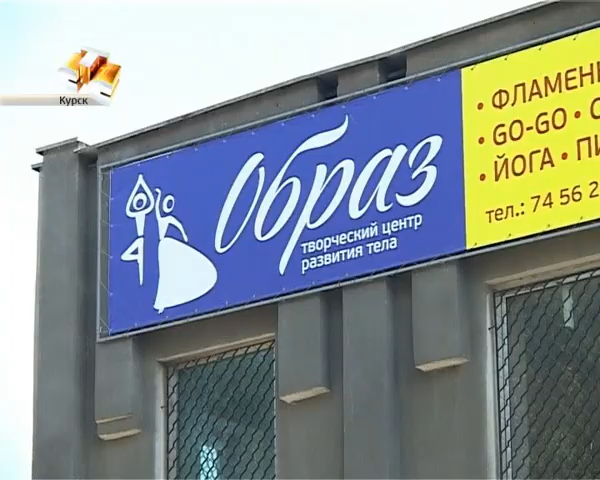 Курск
Образ
творческий центр
развития тела
• ФЛАМЕН
• GO-GO •
• ЙОГА •
тел.: 74 56 2